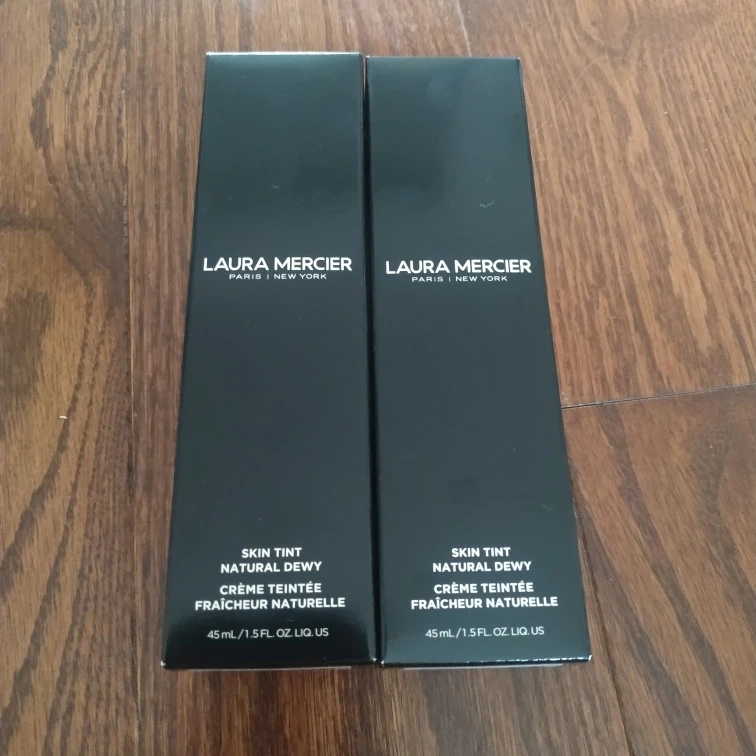 LAURA MERCIER
PARIS | NEW YORK
SKIN TINT
NATURAL DEWY
CRÈME TEINTÉE
FRAÎCHEUR NATURELLE
45 mL / 1.5 FL. OZ. LIQ. US
LAURA MERCIER
PARIS | NEW YORK
SKIN TINT
NATURAL DEWY
CRÈME TEINTÉE
FRAÎCHEUR NATURELLE
45 mL / 1.5 FL. OZ. LIQ. US